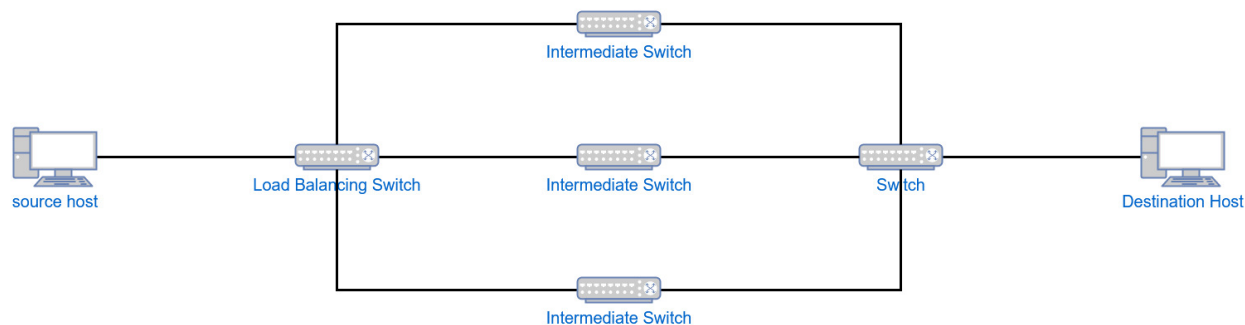 Intermediate Switch
source host
Load Balancing Switch
Intermediate Switch
Switch
Destination Host
Intermediate Switch